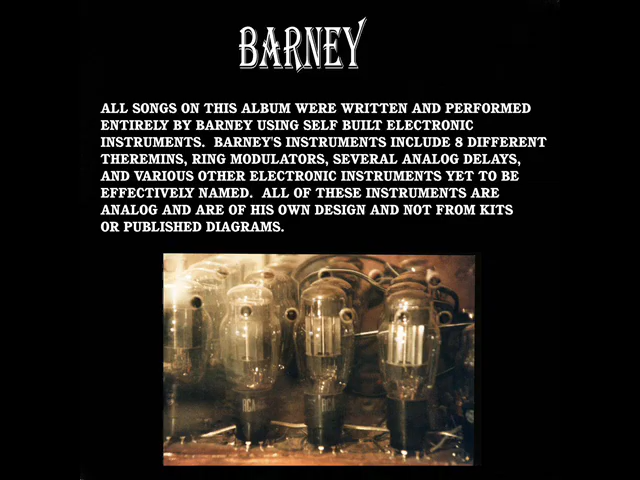 BARNEY
ALL SONGS ON THIS ALBUM WERE WRITTEN AND PERFORMED
ENTIRELY BY BARNEY USING SELF BUILT ELECTRONIC
INSTRUMENTS.  BARNEY'S INSTRUMENTS INCLUDE 8 DIFFERENT
THEREMINS, RING MODULATORS, SEVERAL ANALOG DELAYS,
AND VARIOUS OTHER ELECTRONIC INSTRUMENTS YET TO BE
EFFECTIVELY NAMED.  ALL OF THESE INSTRUMENTS ARE
ANALOG AND ARE OF HIS OWN DESIGN AND NOT FROM KITS
OR PUBLISHED DIAGRAMS.
RCA RCA